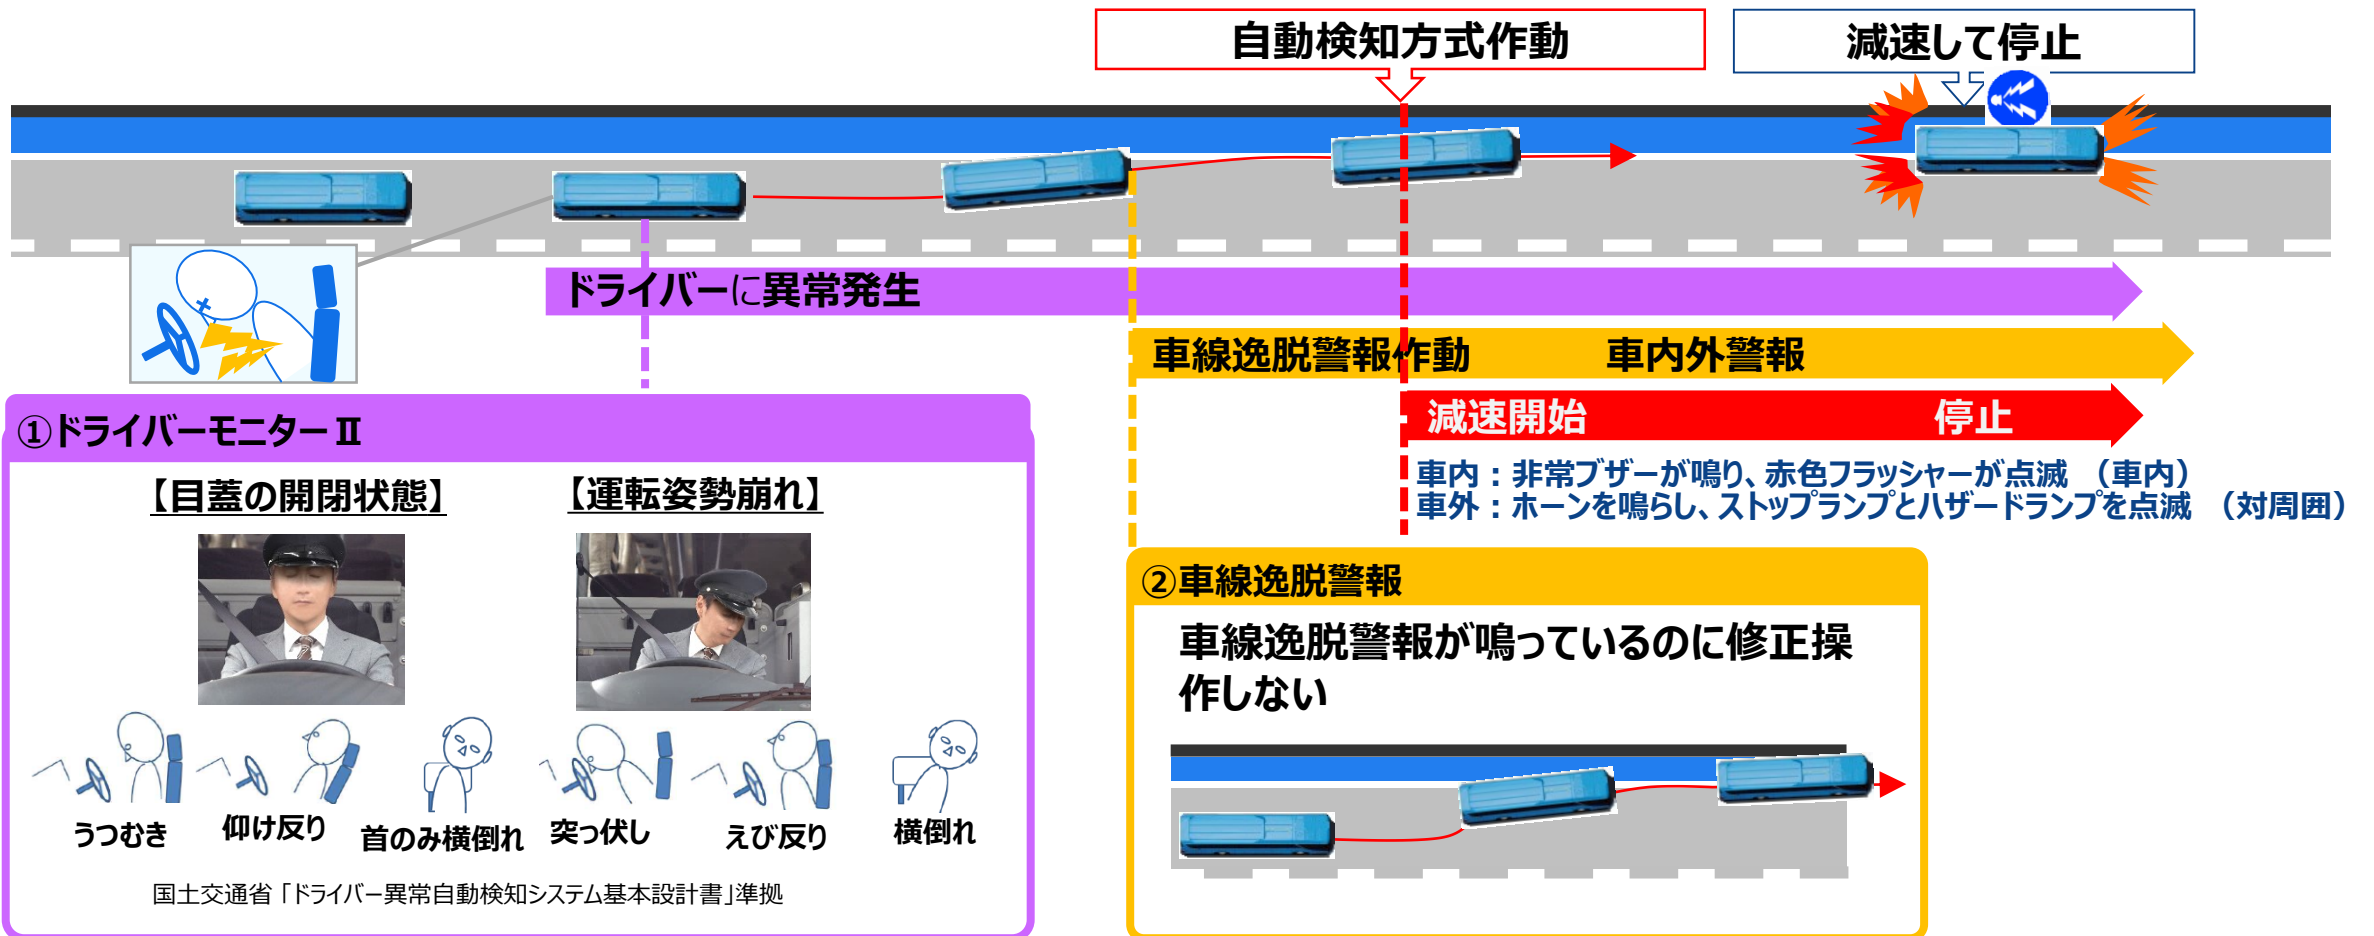 自動検知方式作動
減速して停止
ドライバーに異常発生
車線逸脱警報作動 車内外警報
減速開始 停止
車内：非常ブザーが鳴り、赤色フラッシャーが点滅 （車内）
車外：ホーンを鳴らし、ストップランプとハザードランプを点滅 （対周囲）
①ドライバーモニターⅡ
【目蓋の開閉状態】
【運転姿勢崩れ】
うつむき
仰け反り
首のみ横倒れ
突っ伏し
えび反り
横倒れ
国土交通省「ドライバー異常自動検知システム基本設計書」準拠
②車線逸脱警報
車線逸脱警報が鳴っているのに修正操
作しない